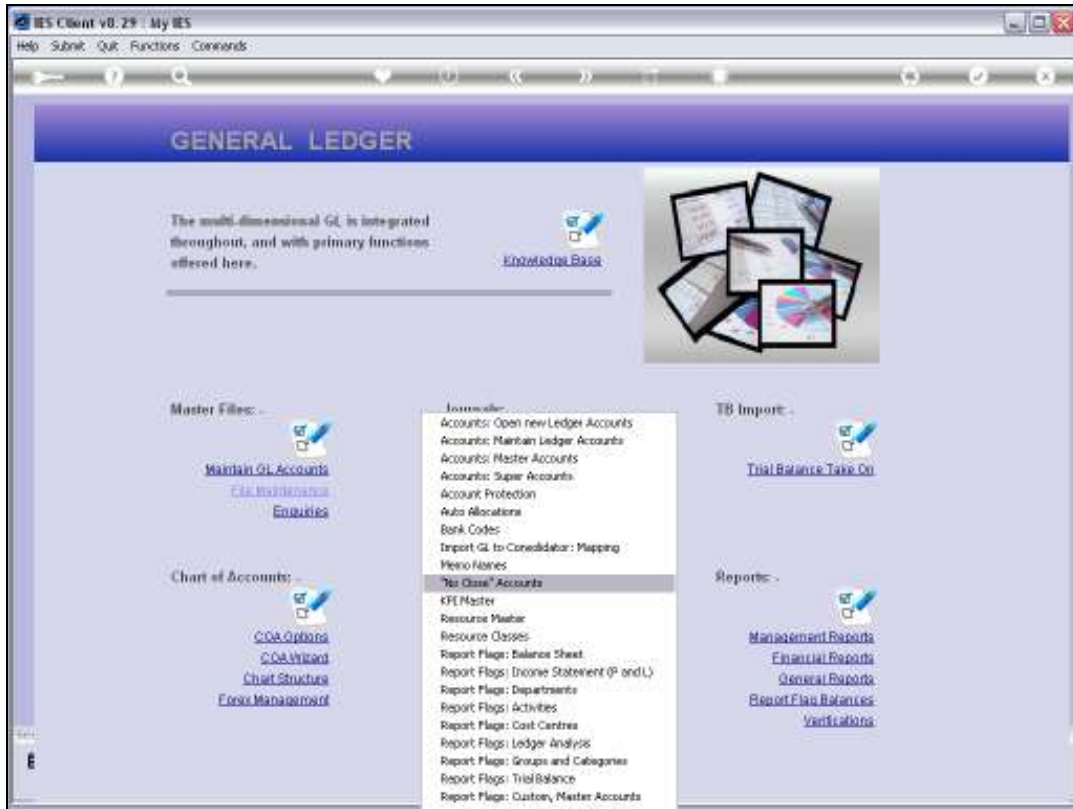 IES Client v8.29 : My IES
Help Submit Quit Functions Commands
GENERAL LEDGER
The multi-dimensional GL is integrated
throughout, and with primary functions
offered here.
Knowledge Base
Master Files: -
Maintain GL Accounts
File Maintenance
Enquiries
Journals:
TB Import: -
Trial Balance Take On
Accounts: Open new Ledger Accounts
Accounts: Maintain Ledger Accounts
Accounts: Master Accounts
Accounts: Super Accounts
Account Protection
Auto Allocations
Bank Codes
Import GL to Consolidator: Mapping
Memo Names
"No Close" Accounts
KPI Master
Resource Master
Resource Classes
Report Flags: Balance Sheet
Report Flags: Income Statement (P and L)
Report Flags: Departments
Report Flags: Activities
Report Flags: Cost Centres
Report Flags: Ledger Analysis
Report Flags: Groups and Categories
Report Flags: Trial Balance
Report Flags: Custom, Master Accounts
Chart of Accounts: -
COA Options
COA Wizard
Chart Structure
Forex Management
Reports: -
Management Reports
Financial Reports
General Reports
Report Flag Balances
Verifications